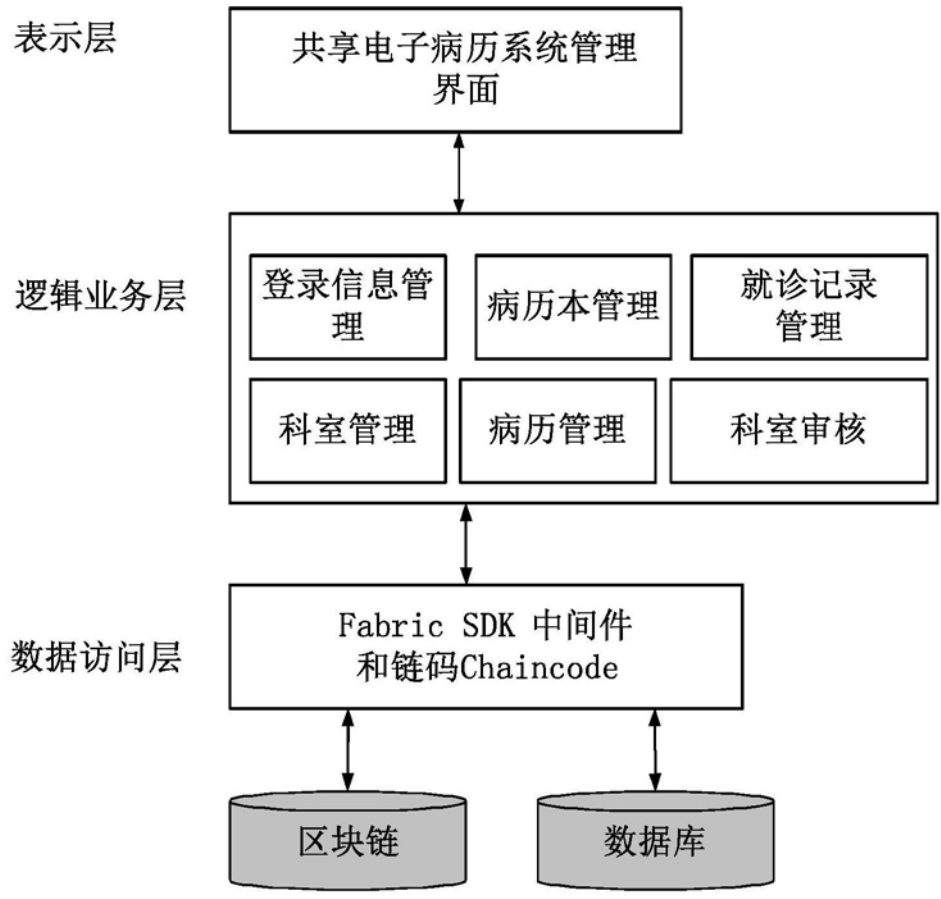 表示层
共享电子病历系统管理
界面
逻辑业务层
登录信息管
理
病历本管理
就诊记录
管理
科室管理
病历管理
科室审核
数据访问层
Fabric SDK 中间件
和链码Chaincode
区块链
数据库